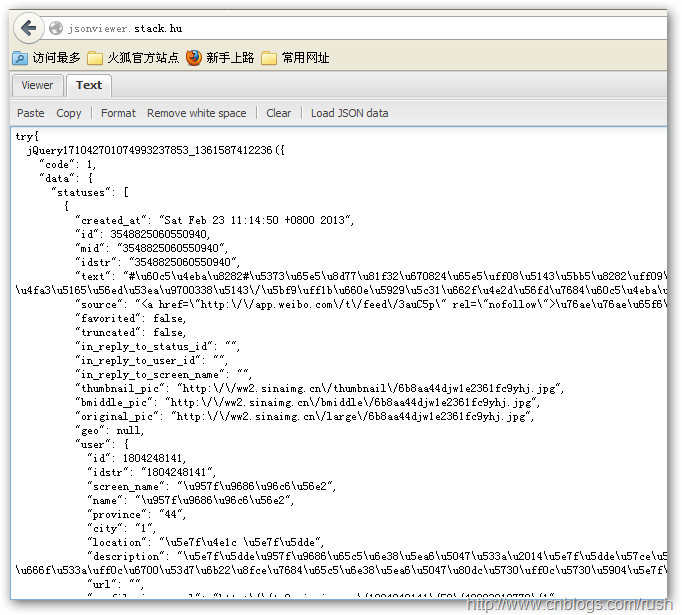 jsonviewer.stack.hu
访问最多 火狐官方站点 新手上路 常用网址
Viewer Text
Paste Copy Format Remove white space Clear Load JSON data
try{
jQuery171042701074993237853_1361587412236({
"code": 1,
"data": {
"statuses": [
{
"created_at": "Sat Feb 23 11:14:50 +0800 2013",
"id": 3548825060550940,
"mid": "3548825060550940",
"idstr": "3548825060550940",
"text": "#\u60c5\u4eba\u8282#\u5373\u65e5\u8d77\u81f32\u670824\u65e5\uff08\u5143\u5bb5\u8282\uff09\
\u4fa3\u5165\u56ed\u53ea\u9700338\u5143\/\u5bf9\uff1b\u660e\u5929\u5c31\u662f\u4e2d\u56fd\u7684\u60c5\u4eba\u
"source": "<a href=\"http:\/\/app.weibo.com\/t\/feed\/3auC5p\" rel=\"nofollow\">\u76ae\u76ae\u65f6\
"favorited": false,
"truncated": false,
"in_reply_to_status_id": "",
"in_reply_to_user_id": "",
"in_reply_to_screen_name": "",
"thumbnail_pic": "http:\/\/ww2.sinaimg.cn\/thumbnail\/6b8aa44djw1e2361fc9yhj.jpg",
"bmiddle_pic": "http:\/\/ww2.sinaimg.cn\/bmiddle\/6b8aa44djw1e2361fc9yhj.jpg",
"original_pic": "http:\/\/ww2.sinaimg.cn\/large\/6b8aa44djw1e2361fc9yhj.jpg",
"geo": null,
"user": {
"id": 1804248141,
"idstr": "1804248141",
"screen_name": "\u957f\u9686\u96c6\u56e2",
"name": "\u957f\u9686\u96c6\u56e2",
"province": "44",
"city": "1",
"location": "\u5e7f\u4e1c \u5e7f\u5dde",
"description": "\u5e7f\u5dde\u957f\u9686\u65c5\u6e38\u5ea6\u5047\u533a\u2014\u5e7f\u5dde\u57ce\u5
\u666f\u533a\uff0c\u6700\u53d7\u6b22\u8fce\u7684\u65c5\u6e38\u5ea6\u5047\u80dc\u5730\uff0c\u5730\u5904\u5e7f\u
"url": "",
http://www.cnblogs.com/rush